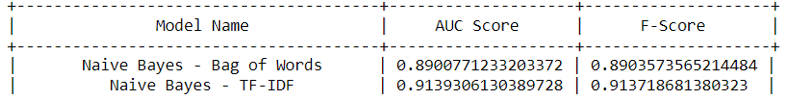 +--------------------------------------+--------------------+--------------------+
| Model Name | AUC Score | F-Score |
+--------------------------------------+--------------------+--------------------+
| Naive Bayes - Bag of Words | 0.8900771233203372 | 0.8903573565214484 |
| Naive Bayes - TF-IDF | 0.9139306130389728 | 0.913718681380323 |